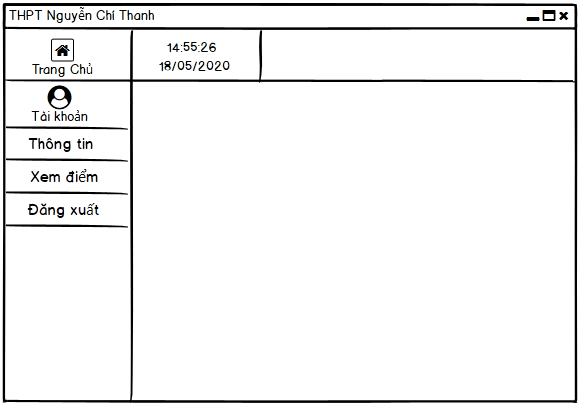 THPT Nguyễn Chí Thanh
Trang Chủ
14:55:26
18/05/2020
Tài khoản
Thông tin
Xem điểm
Đăng xuất